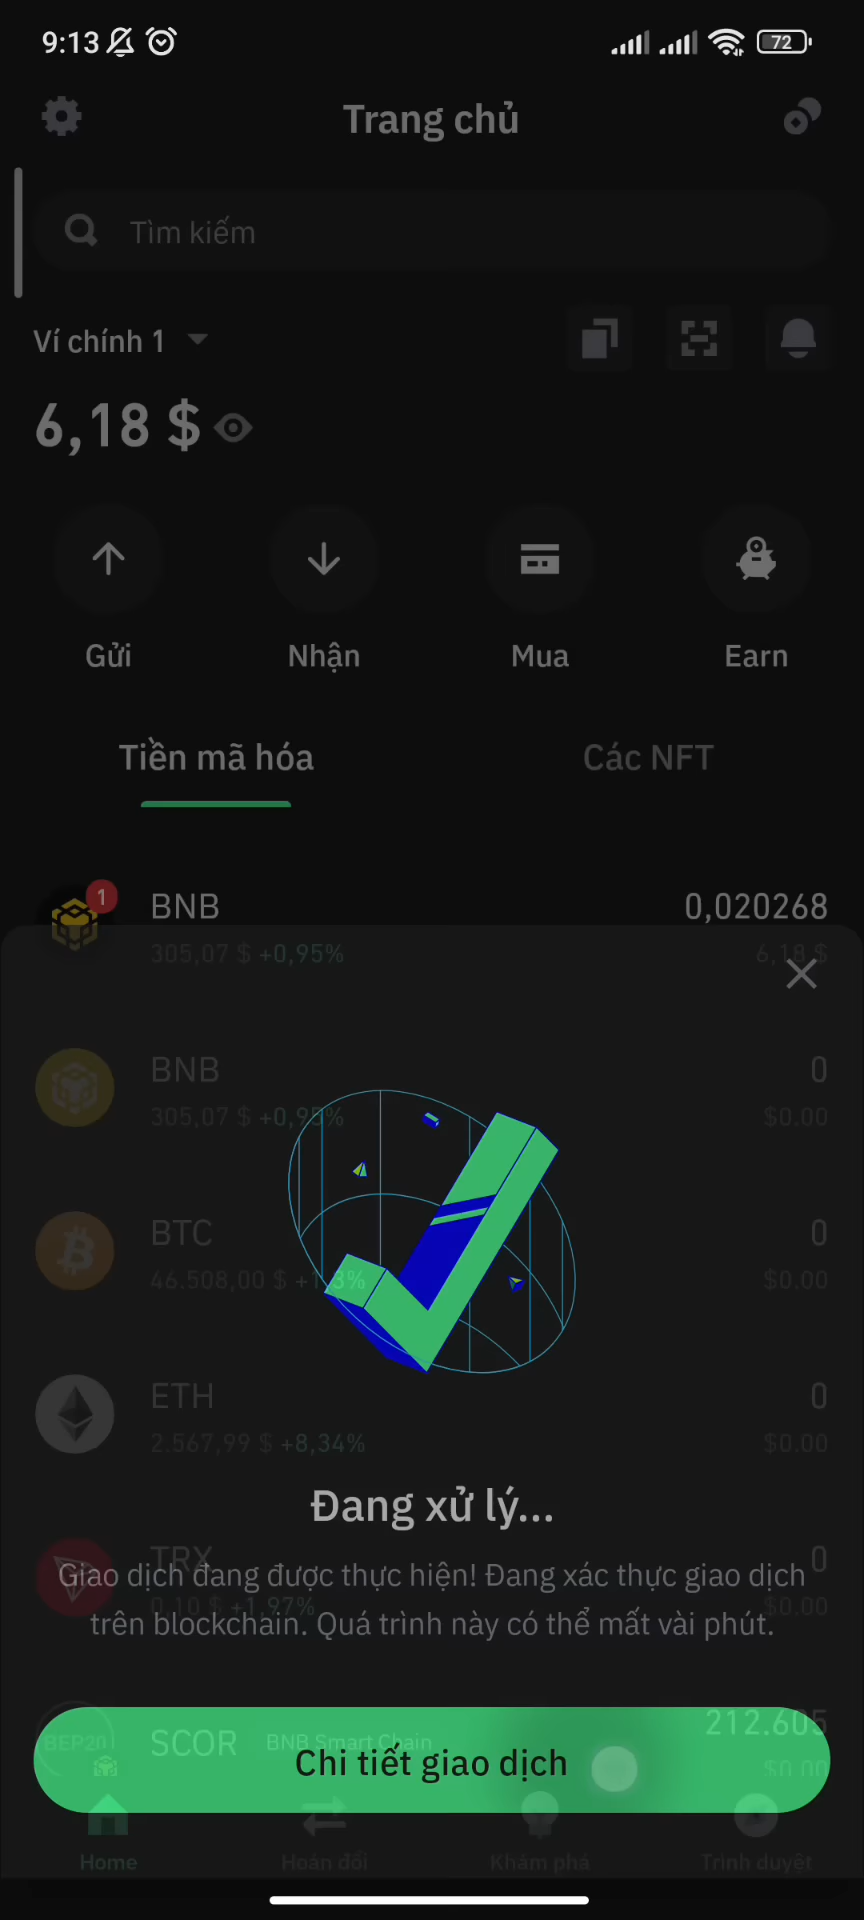 9:13
72
Trang chủ
Tìm kiếm
Ví chính 1
6,18 $
Gửi
Nhận
Mua
Earn
Tiền mã hóa
Các NFT
1
BNB
0,020268
305,07 $ +0,95%
6,18 $
BNB
0
305,07 $ +0,95%
$0.00
BTC
0
46.508,00 $ +1,3%
$0.00
ETH
0
2.567,99 $ +8,34%
$0.00
Đang xử lý...
TRX
0
Giao dịch đang được thực hiện! Đang xác thực giao dịch
0,10 $ +1,97%
$0.00
trên blockchain. Quá trình này có thể mất vài phút.
BEP20
SCOR
BNB Smart Chain
212.605
Chi tiết giao dịch
$0.00
Home
Hoán đổi
Khám phá
Trình duyệt